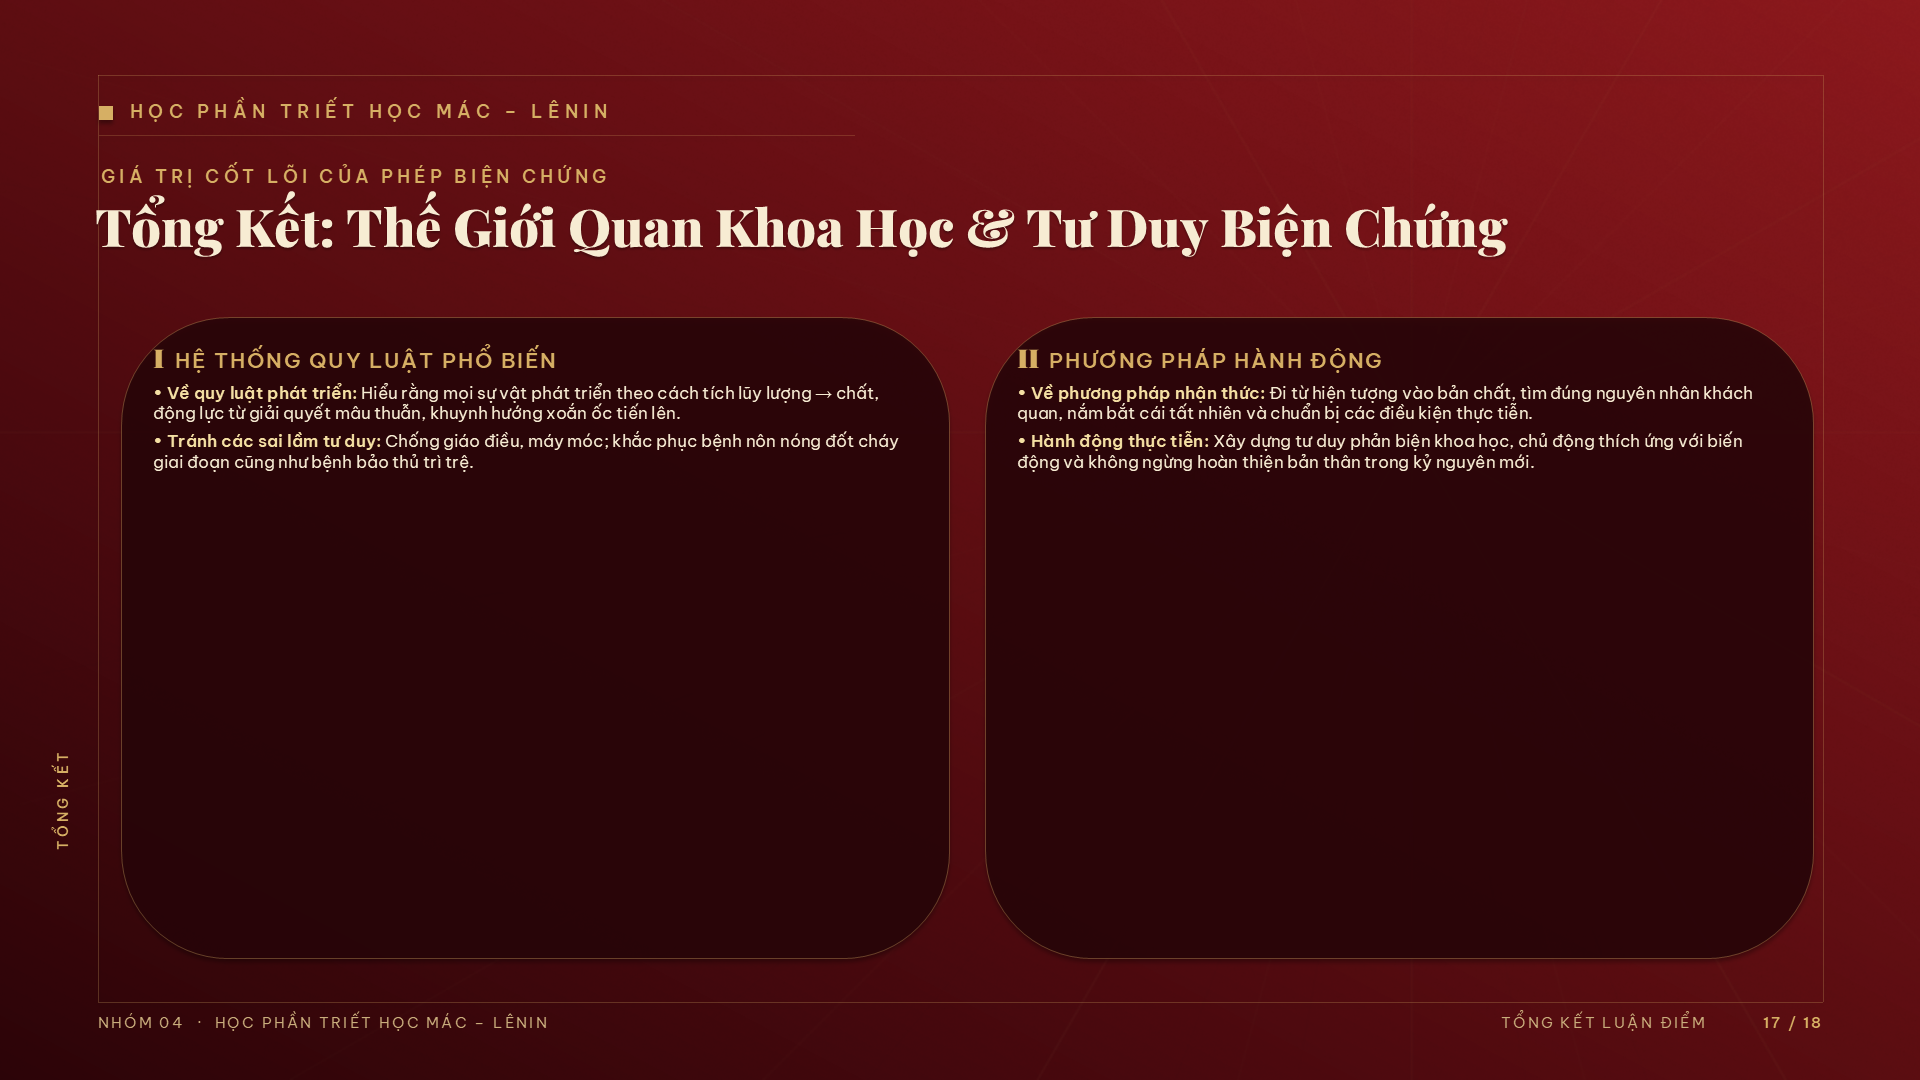 HỌC PHẦN TRIẾT HỌC MÁC – LÊNIN
GIÁ TRỊ CỐT LÕI CỦA PHÉP BIỆN CHỨNG
Tổng Kết: Thế Giới Quan Khoa Học & Tư Duy Biện Chứng
I HỆ THỐNG QUY LUẬT PHỔ BIẾN
• Về quy luật phát triển: Hiểu rằng mọi sự vật phát triển theo cách tích lũy lượng → chất,
động lực từ giải quyết mâu thuẫn, khuynh hướng xoắn ốc tiến lên.
• Tránh các sai lầm tư duy: Chống giáo điều, máy móc; khắc phục bệnh nôn nóng đốt cháy
giai đoạn cũng như bệnh bảo thủ trì trệ.
II PHƯƠNG PHÁP HÀNH ĐỘNG
• Về phương pháp nhận thức: Đi từ hiện tượng vào bản chất, tìm đúng nguyên nhân khách
quan, nắm bắt cái tất nhiên và chuẩn bị các điều kiện thực tiễn.
• Hành động thực tiễn: Xây dựng tư duy phản biện khoa học, chủ động thích ứng với biến
động và không ngừng hoàn thiện bản thân trong kỷ nguyên mới.
TỔNG KẾT
NHÓM 04 · HỌC PHẦN TRIẾT HỌC MÁC – LÊNIN
TỔNG KẾT LUẬN ĐIỂM 17 / 18